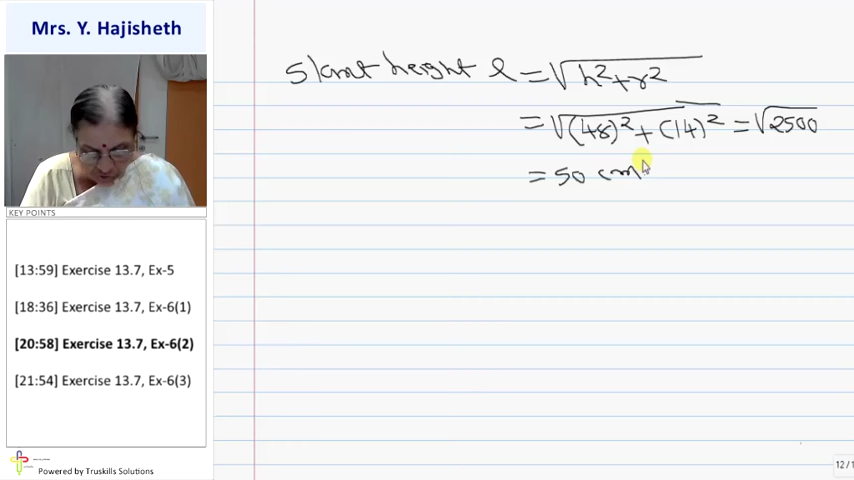 Mrs. Y. Hajisheth
Slant height l = √h²+r²
= √(48)² + (14)² = √2500
= 50 cm
KEY POINTS
[13:59] Exercise 13.7, Ex-5
[18:36] Exercise 13.7, Ex-6(1)
[20:58] Exercise 13.7, Ex-6(2)
[21:54] Exercise 13.7, Ex-6(3)
Powered by Truskills Solutions
12/1